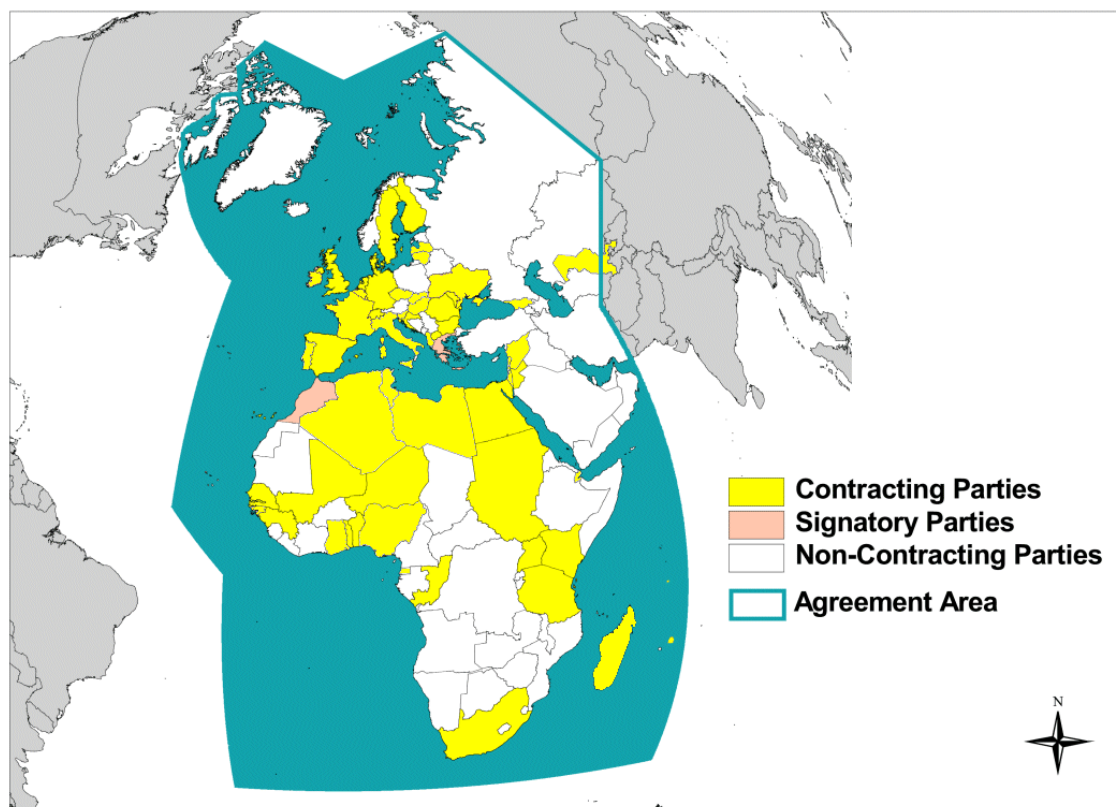 Contracting Parties
Signatory Parties
Non-Contracting Parties
Agreement Area
N